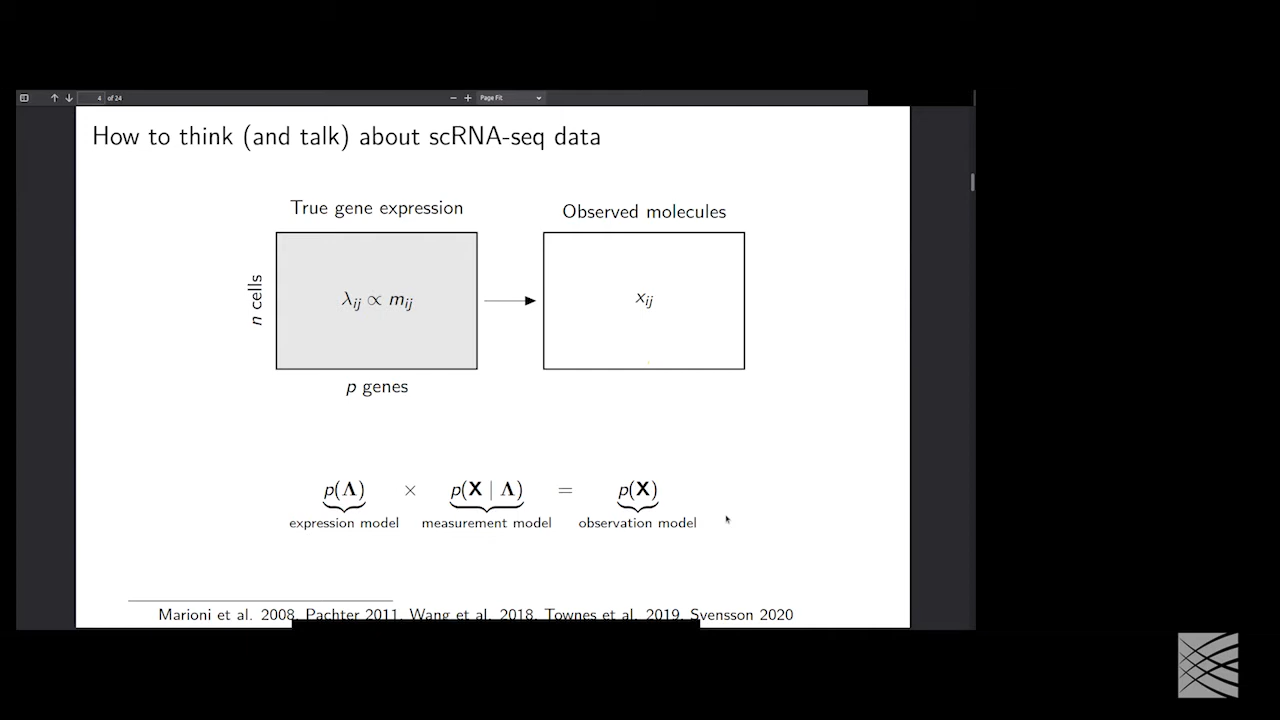 4 of 24
Page Fit
How to think (and talk) about scRNA-seq data
True gene expression
Observed molecules
n cells
λij ∝ mij
xij
p genes
p(Λ) × p(X | Λ) = p(X)
expression model measurement model observation model
Marioni et al. 2008, Pachter 2011, Wang et al. 2018, Townes et al. 2019, Svensson 2020